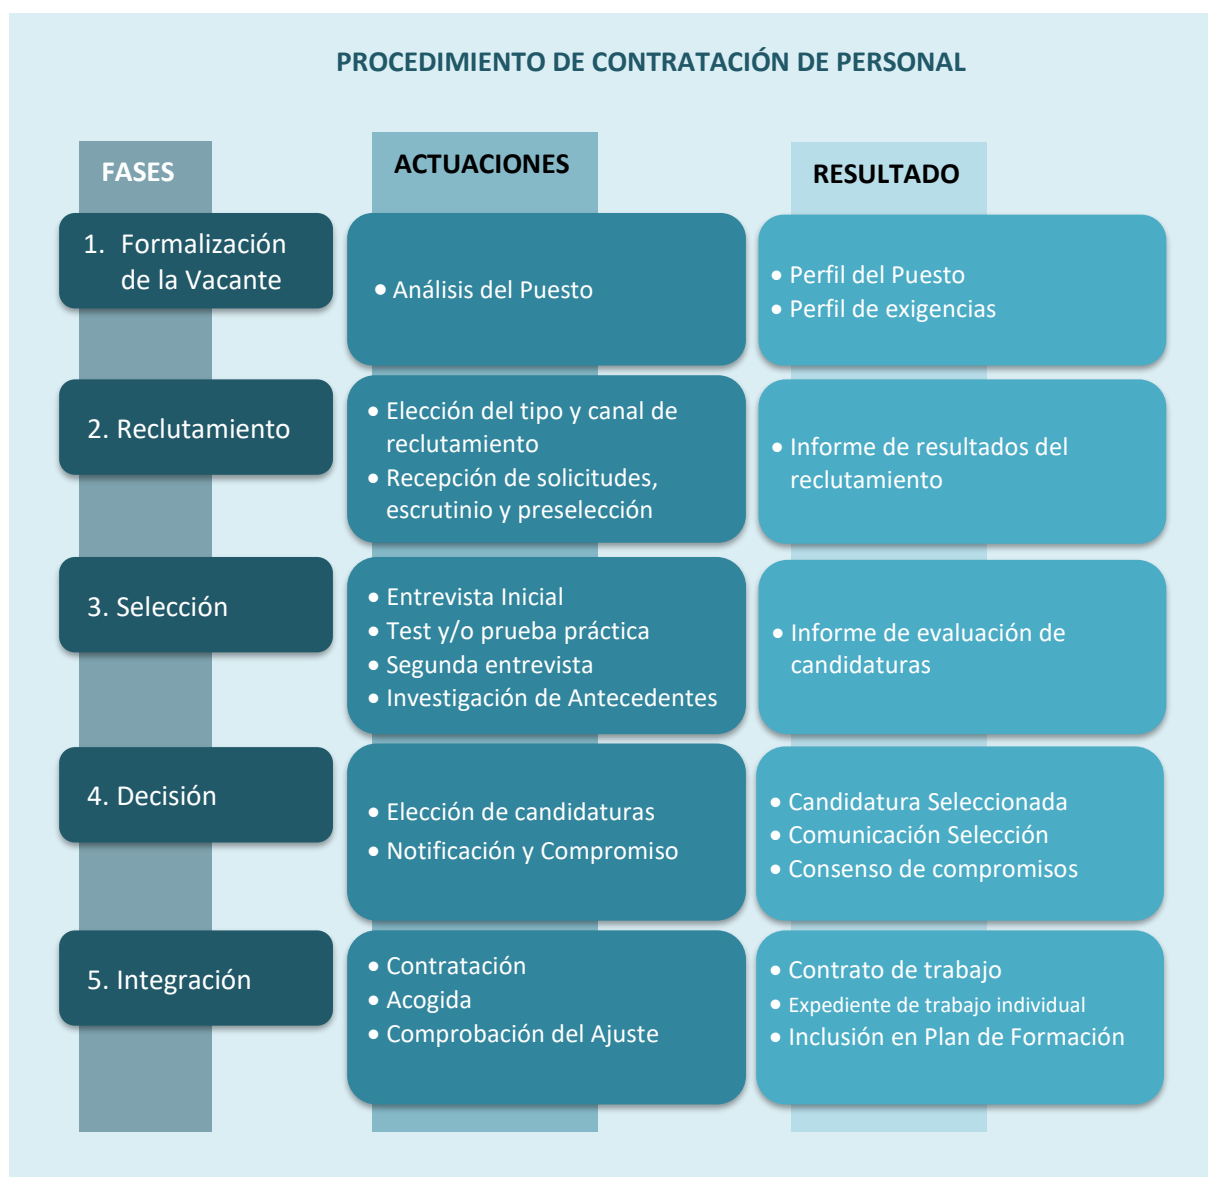 PROCEDIMIENTO DE CONTRATACIÓN DE PERSONAL
FASES
ACTUACIONES
RESULTADO
1. Formalización
de la Vacante
• Análisis del Puesto
• Perfil del Puesto
• Perfil de exigencias
2. Reclutamiento
• Elección del tipo y canal de
reclutamiento
• Recepción de solicitudes,
escrutinio y preselección
• Informe de resultados del
reclutamiento
3. Selección
• Entrevista Inicial
• Test y/o prueba práctica
• Segunda entrevista
• Investigación de Antecedentes
• Informe de evaluación de
candidaturas
4. Decisión
• Elección de candidaturas
• Notificación y Compromiso
• Candidatura Seleccionada
• Comunicación Selección
• Consenso de compromisos
5. Integración
• Contratación
• Acogida
• Comprobación del Ajuste
• Contrato de trabajo
• Expediente de trabajo individual
• Inclusión en Plan de Formación